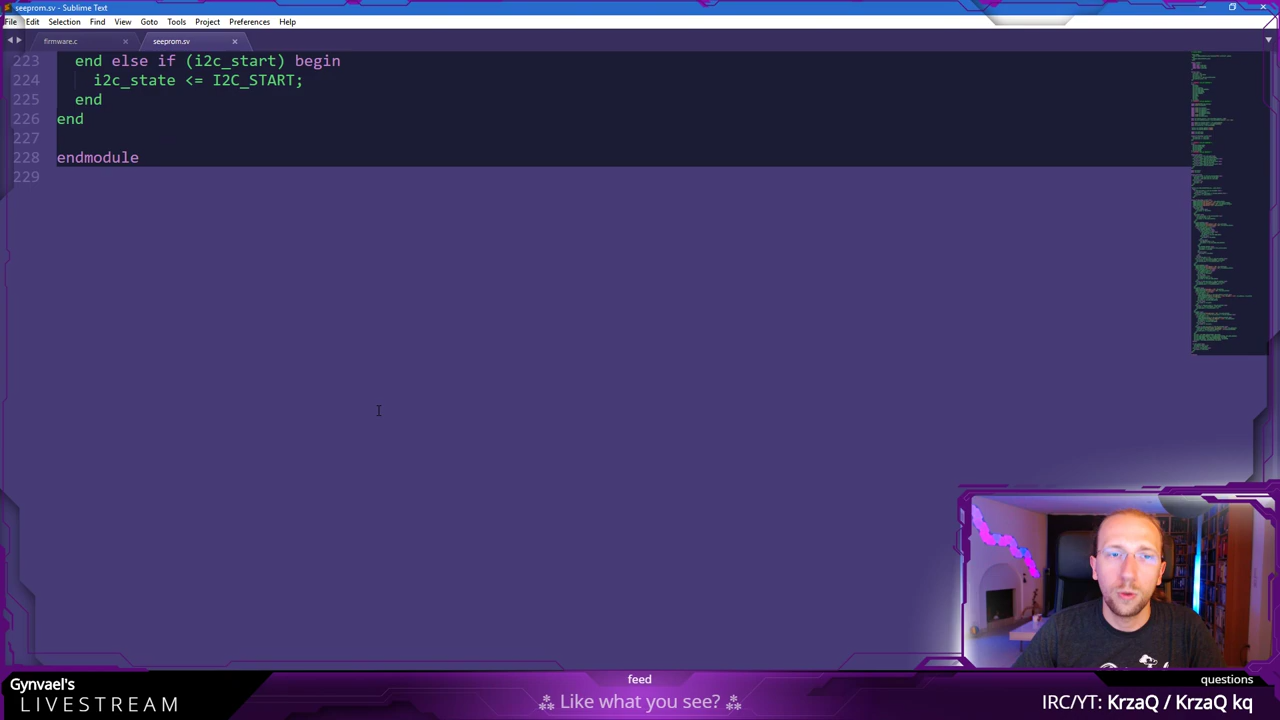 seeprom.sv - Sublime Text
File Edit Selection Find View Goto Tools Project Preferences Help
firmware.c seeprom.sv
223 end else if (i2c_start) begin
224 i2c_state <= I2C_START;
225 end
226 end
227
228 endmodule
229
Gynvael's
LIVESTREAM
feed
Like what you see?
questions
IRC/YT: KrzaQ / KrzaQ kq